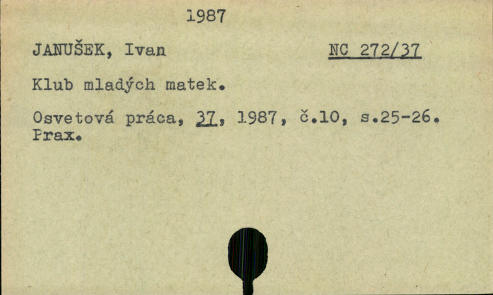 1987
JANUŠEK, Ivan NC 272/37
Klub mladých matek.
Osvetová práca, 37, 1987, č.10, s.25-26.
Prax.